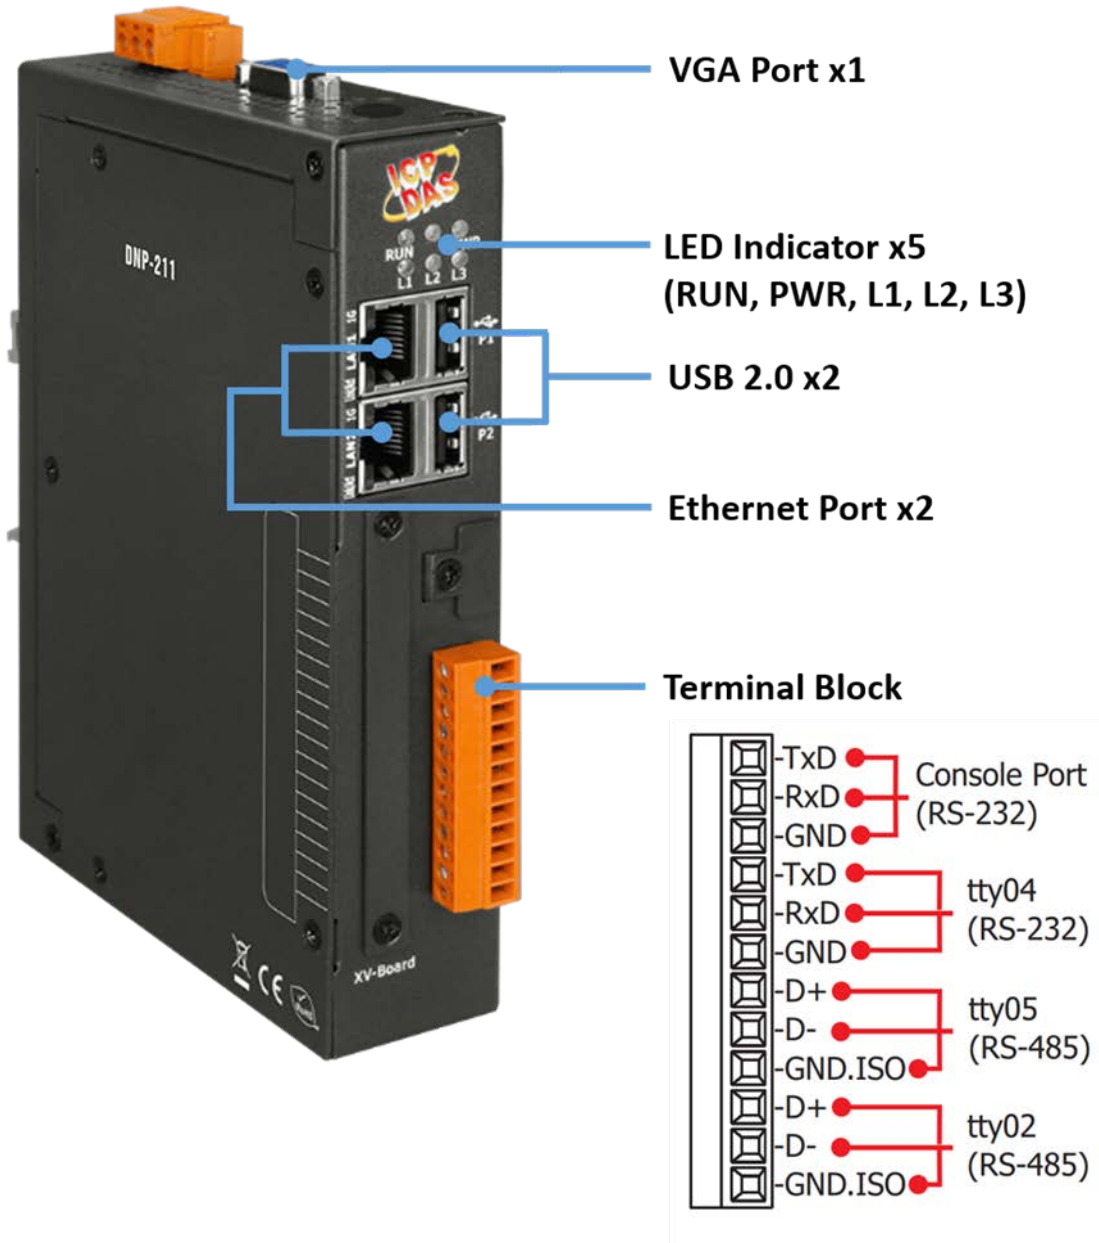 VGA Port x1
ICP
DAS
DNP-211
RUN
L1 L2 L3
LED Indicator x5
(RUN, PWR, L1, L2, L3)
P1
USB 2.0 x2
1G
P2
Ethernet Port x2
Terminal Block
-TxD
-RxD
-GND
Console Port
(RS-232)
-TxD
-RxD
-GND
tty04
(RS-232)
-D+
-D-
-GND.ISO
tty05
(RS-485)
-D+
-D-
-GND.ISO
tty02
(RS-485)
XV-Board
CE